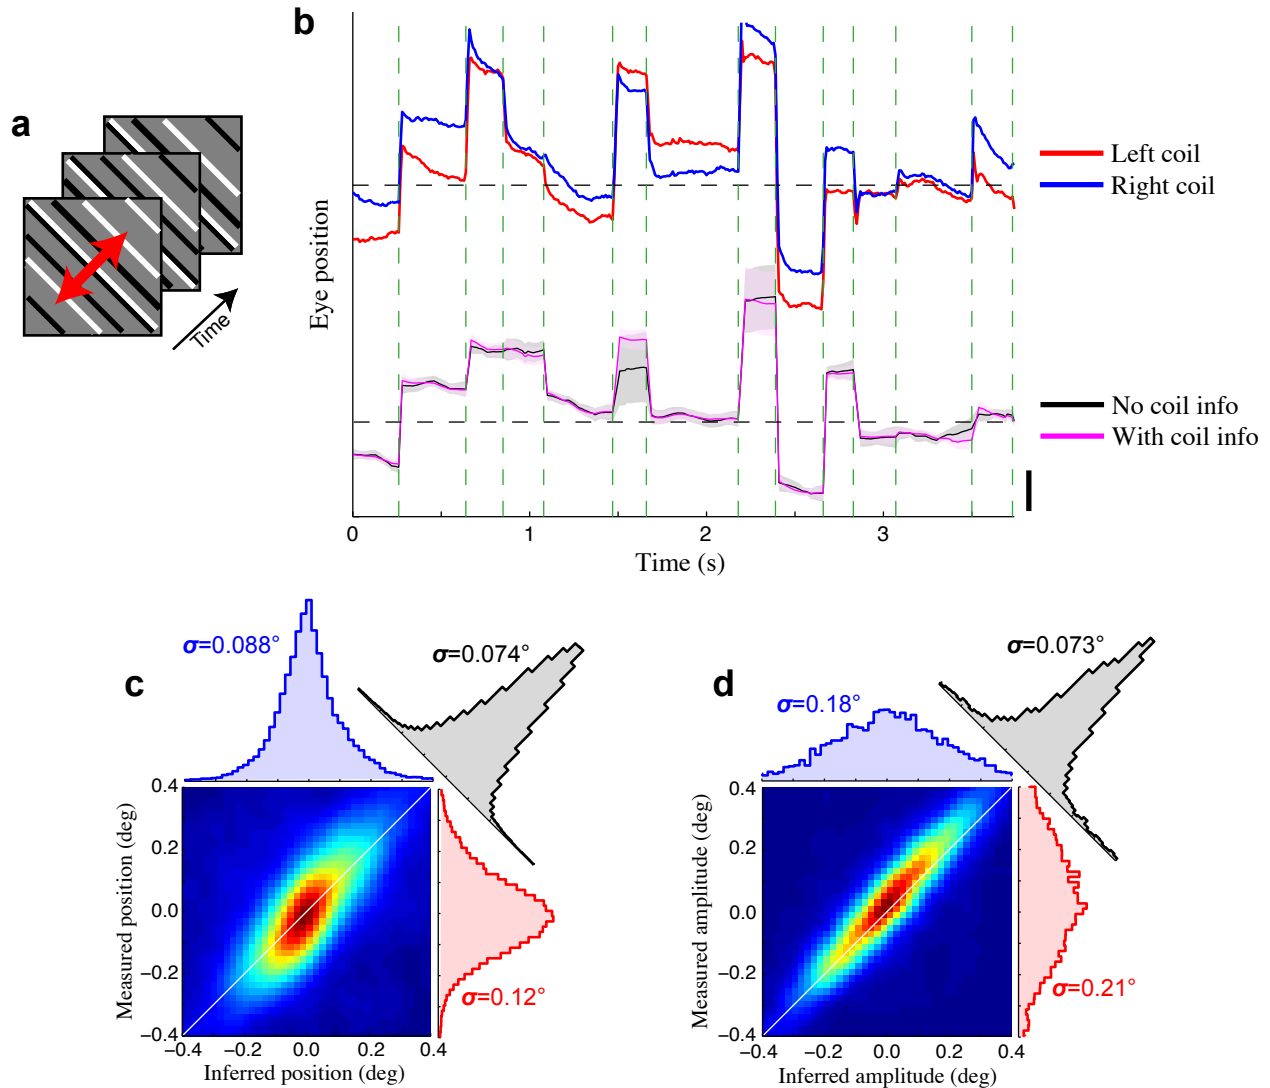 a
Time
b
Eye position
Left coil
Right coil
No coil info
With coil info
0
1
2
3
Time (s)
c
σ=0.088°
σ=0.074°
σ=0.12°
0.4
0.2
0.0
−0.2
−0.4
Measured position (deg)
−0.4
−0.2
0.0
0.2
0.4
Inferred position (deg)
d
σ=0.18°
σ=0.073°
σ=0.21°
0.4
0.2
0.0
−0.2
−0.4
Measured amplitude (deg)
−0.4
−0.2
0.0
0.2
0.4
Inferred amplitude (deg)